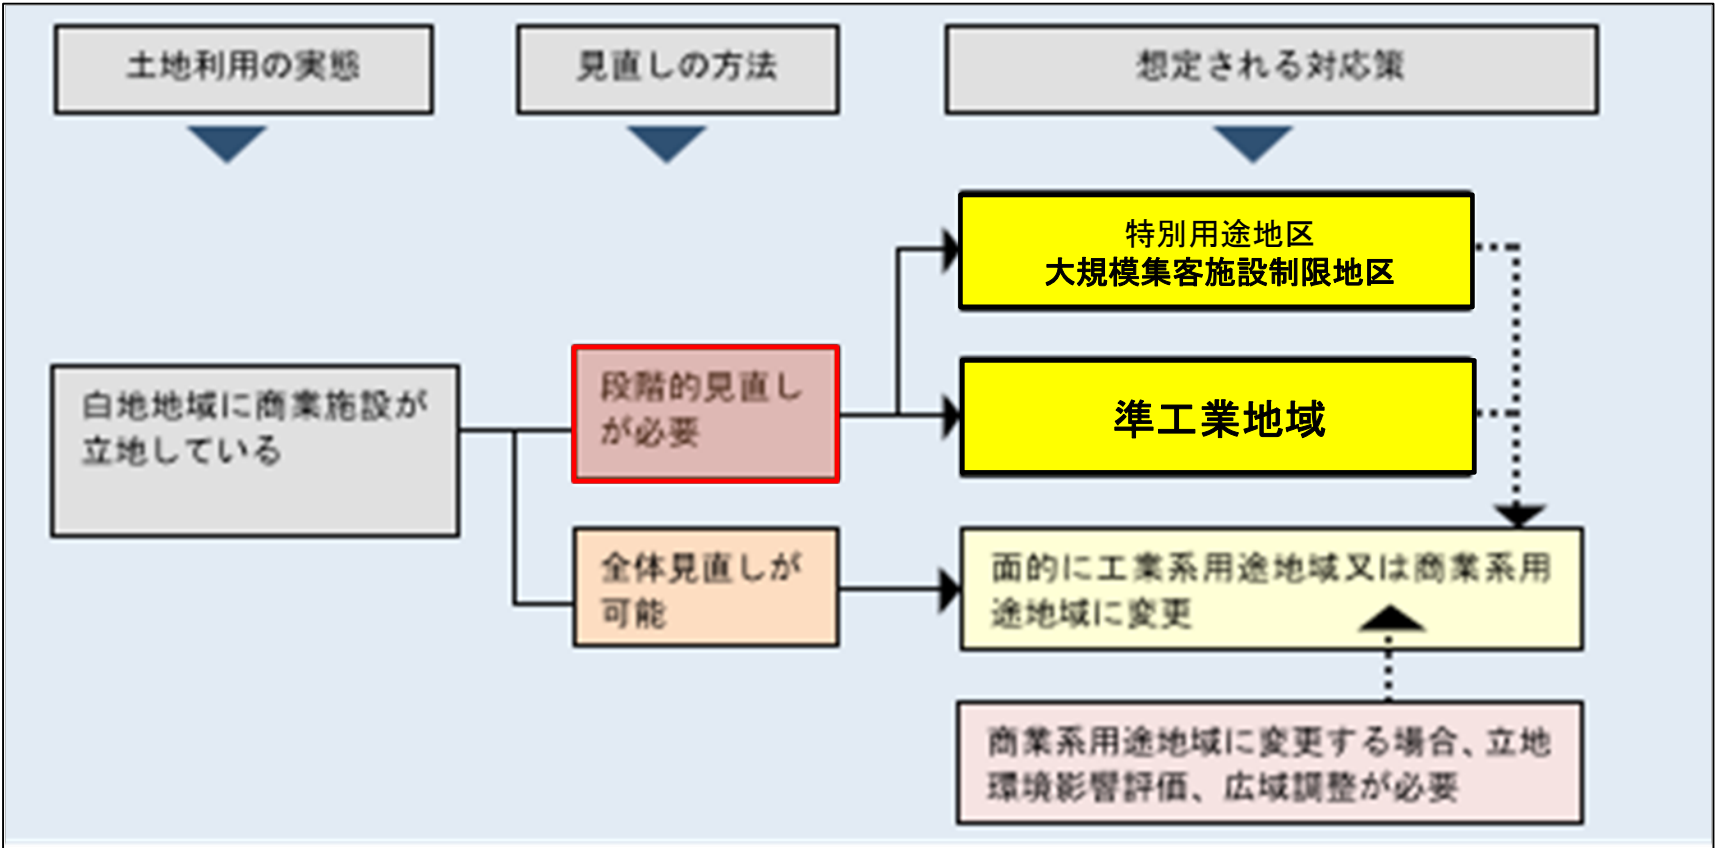 土地利用の実態
見直しの方法
想定される対応策
特別用途地区
大規模集客施設制限地区
白地地域に商業施設が
立地している
段階的見直し
が必要
準工業地域
全体見直しが
可能
面的に工業系用途地域又は商業系用
途地域に変更
商業系用途地域に変更する場合、立地
環境影響評価、広域調整が必要